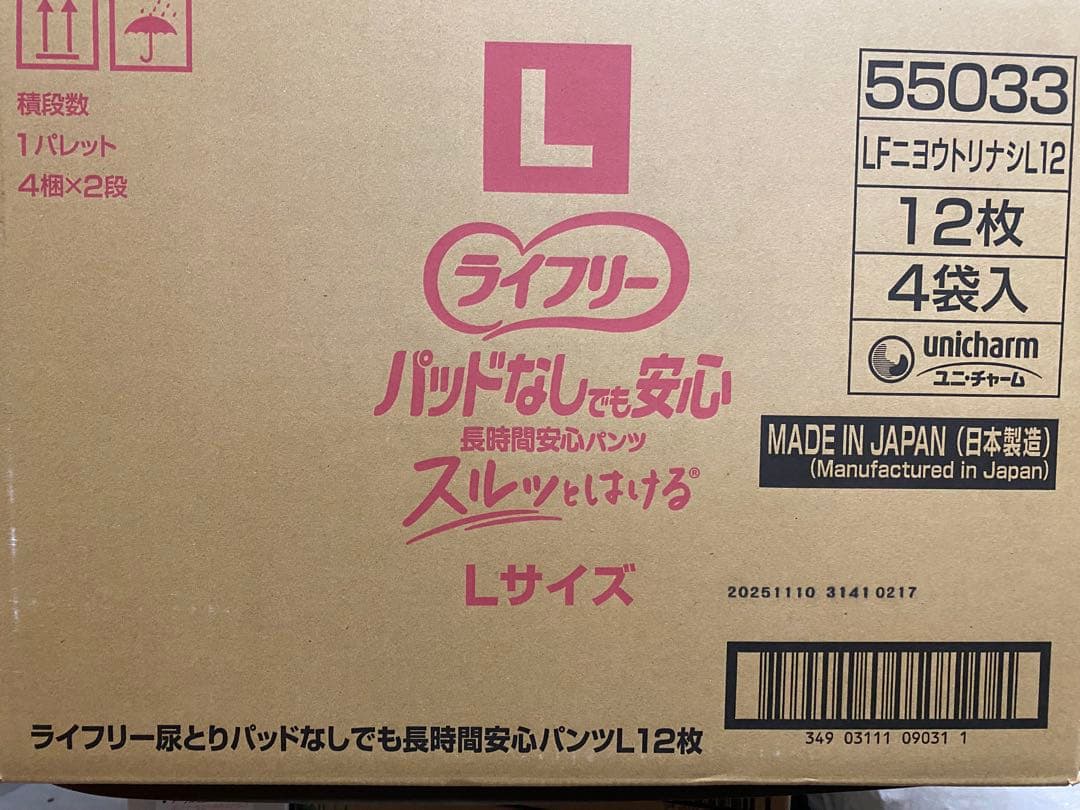 積段数
1パレット
4梱×2段
L
ライフリー
パッドなしでも安心
長時間安心パンツ
スルッとはける®
Lサイズ
55033
LFニヨウトリナシL12
12枚
4袋入
unicharm
ユニ・チャーム
MADE IN JAPAN（日本製造）
(Manufactured in Japan)
20251110 3141 0217
349 03111 09031 1
ライフリー尿とりパッドなしでも長時間安心パンツL12枚